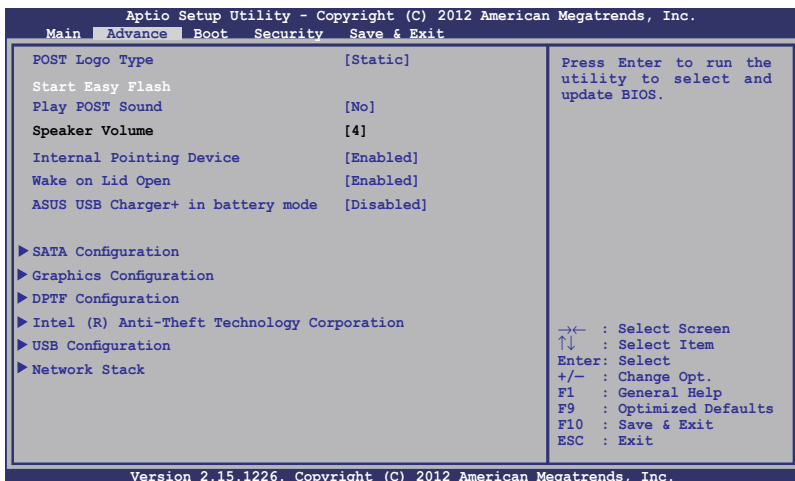 Aptio Setup Utility - Copyright (C) 2012 American Megatrends, Inc.
Main Advance Boot Security Save & Exit
POST Logo Type [Static]
Start Easy Flash
Play POST Sound [No]
Speaker Volume [4]
Internal Pointing Device [Enabled]
Wake on Lid Open [Enabled]
ASUS USB Charger+ in battery mode [Disabled]
▶ SATA Configuration
▶ Graphics Configuration
▶ DPTF Configuration
▶ Intel (R) Anti-Theft Technology Corporation
▶ USB Configuration
▶ Network Stack
Press Enter to run the
utility to select and
update BIOS.
→← : Select Screen
↑↓ : Select Item
Enter: Select
+/— : Change Opt.
F1 : General Help
F9 : Optimized Defaults
F10 : Save & Exit
ESC : Exit
Version 2.15.1226. Copyright (C) 2012 American Megatrends, Inc.